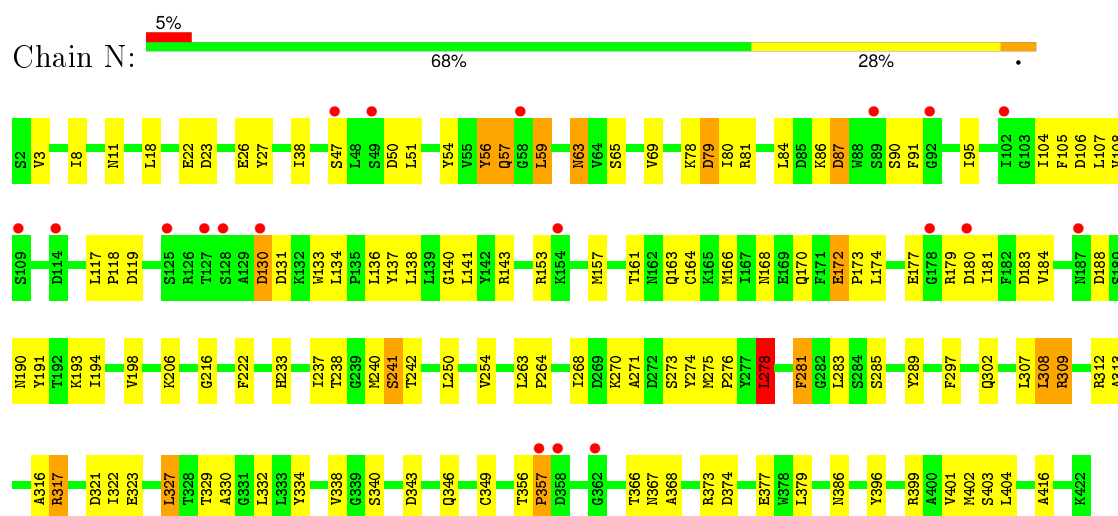 5%
Chain N:
68% 28% •
S2 V3 I8 N11 L18 E22 D23 E26 Y27 I38 S47 L48 S49 D50 L51 Y54 V55 Y56 Q57 G58 L59 N63 V64 S65 V69 K78 D79 I80 R81 L84 D85 K86 D87 W88 S89 S90 F91 G92 I95 I102 G103 I104 F105 D106 L107
S109 D114 L117 P118 D119 S125 R126 T127 S128 A129 D130 D131 K132 W133 L134 P135 L136 Y137 L138 L139 G140 L141 Y142 R143 R153 K154 M157 T161 N162 Q163 C164 K165 M166 I167 N168 E169 Q170 F171 E172 P173 L174 E177 G178 R179 D180 I181 F182 D183 V184 N187 D188
N190 Y191 T192 K193 I194 V198 K206 G216 F222 H233 I237 T238 G239 M240 S241 T242 L250 V254 L263 P264 I268 D269 K270 A271 D272 S273 Y274 M275 P276 Y277 L278 F281 G282 L283 S284 S285 Y289 F297 Q302 L307 L308 R309 R312 A313
A316 R317 D321 I322 E323 L327 T328 T329 A330 G331 L332 L333 Y334 V338 G339 S340 D343 Q346 C349 T356 P357 D358 G362 T366 N367 A368 R373 D374 E377 W378 L379 N386 Y396 R399 A400 V401 M402 S403 L404 A416 K422